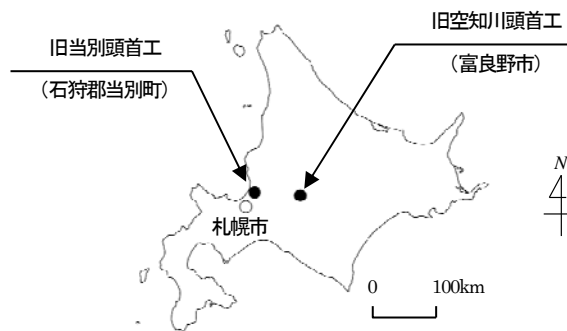 旧当別頭首工
（石狩郡当別町）
旧空知川頭首工
（富良野市）
札幌市
N
0 100km